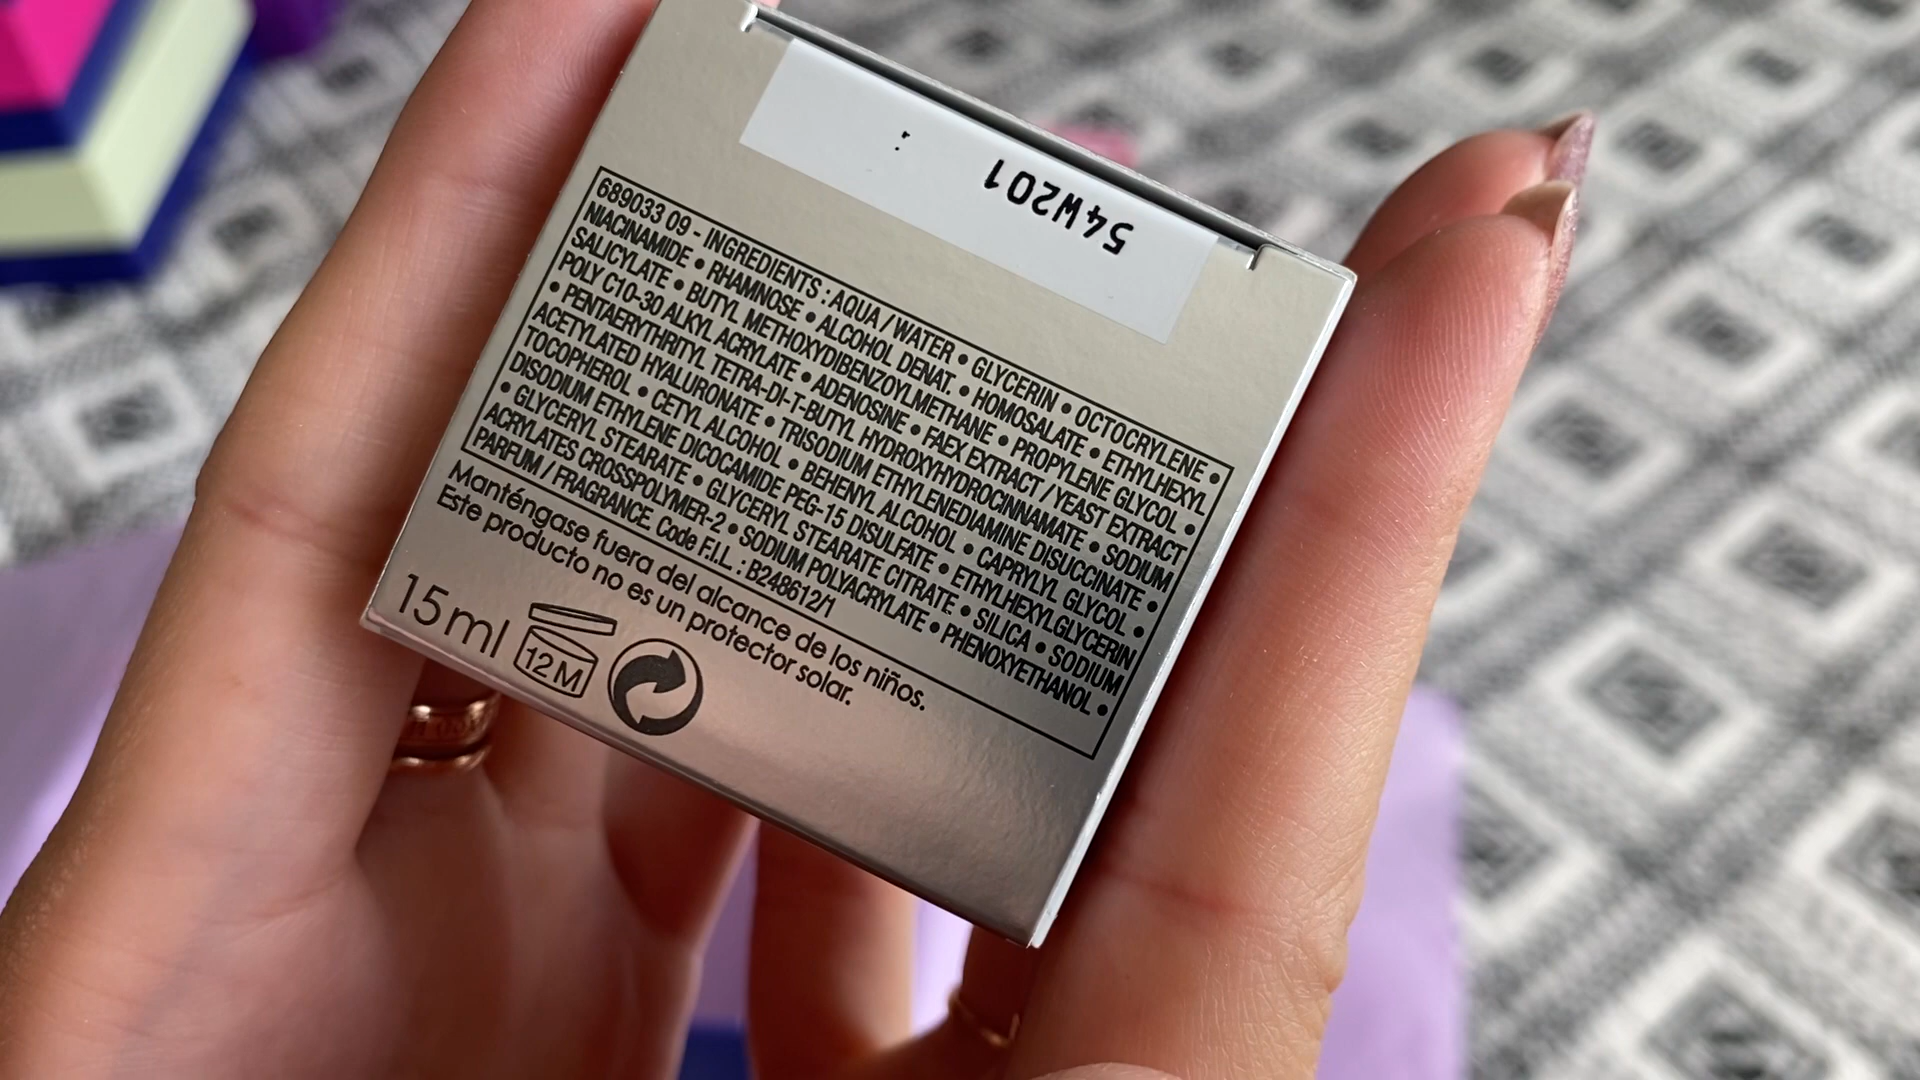 54W201
689033 09 - INGREDIENTS : AQUA / WATER • GLYCERIN • OCTOCRYLENE •
NIACINAMIDE • RHAMNOSE • ALCOHOL DENAT. • HOMOSALATE • ETHYLHEXYL
SALICYLATE • BUTYL METHOXYDIBENZOYLMETHANE • PROPYLENE GLYCOL •
POLY C10-30 ALKYL ACRYLATE • ADENOSINE • FAEX EXTRACT / YEAST EXTRACT
• PENTAERYTHRITYL TETRA-DI-T-BUTYL HYDROXYHYDROCINNAMATE • SODIUM
ACETYLATED HYALURONATE • TRISODIUM ETHYLENEDIAMINE DISUCCINATE •
TOCOPHEROL • CETYL ALCOHOL • BEHENYL ALCOHOL • CAPRYLYL GLYCOL •
DISODIUM ETHYLENE DICOCAMIDE PEG-15 DISULFATE • ETHYLHEXYLGLYCERIN
• GLYCERYL STEARATE • GLYCERYL STEARATE CITRATE • SILICA • SODIUM
ACRYLATES CROSSPOLYMER-2 • SODIUM POLYACRYLATE • PHENOXYETHANOL •
PARFUM / FRAGRANCE. Code F.I.L. : B248612/1
Manténgase fuera del alcance de los niños.
Este producto no es un protector solar.
15ml
12M